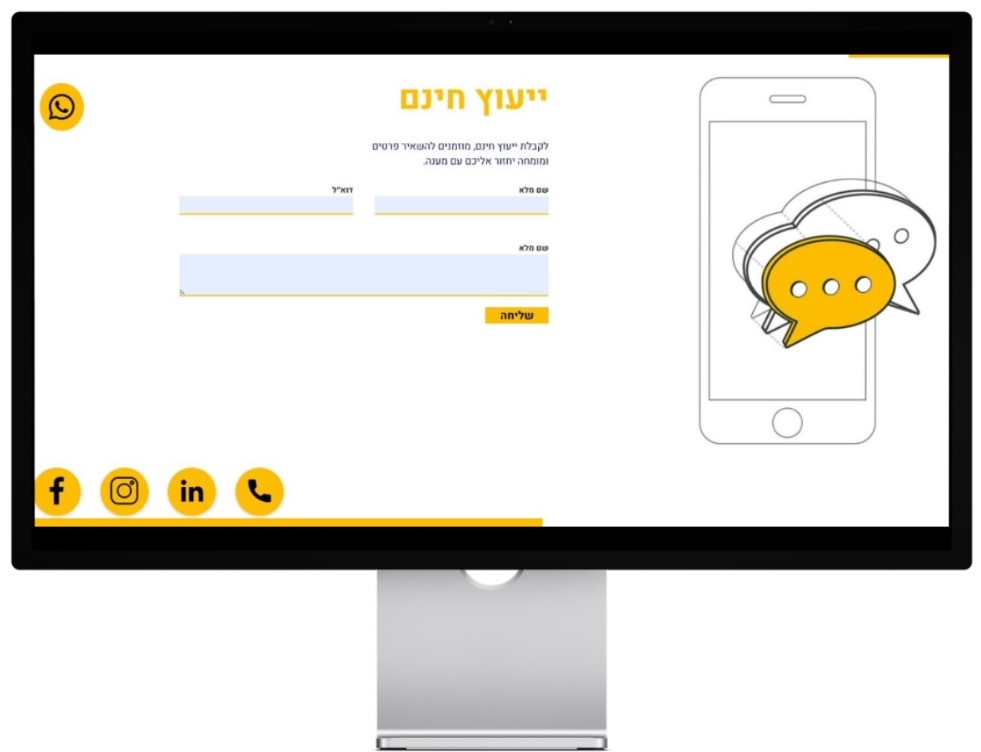 ייעוץ חינם
לקבלת ייעוץ חינם, מוזמנים להשאיר פרטים
ומומחה יחזור אליכם עם מענה.
שם מלא
דוא"ל
שם מלא
שליחה
in